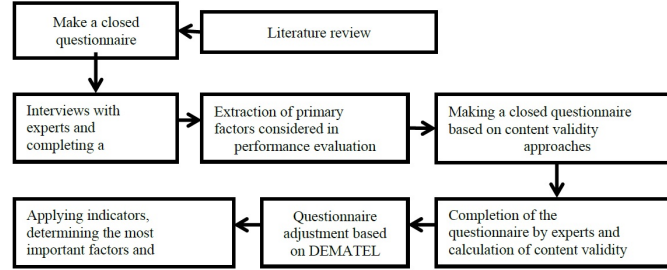 Make a closed
questionnaire
Literature review
Interviews with
experts and
completing a
Extraction of primary
factors considered in
performance evaluation
Making a closed questionnaire
based on content validity
approaches
Applying indicators,
determining the most
important factors and
Questionnaire
adjustment based
on DEMATEL
Completion of the
questionnaire by experts and
calculation of content validity